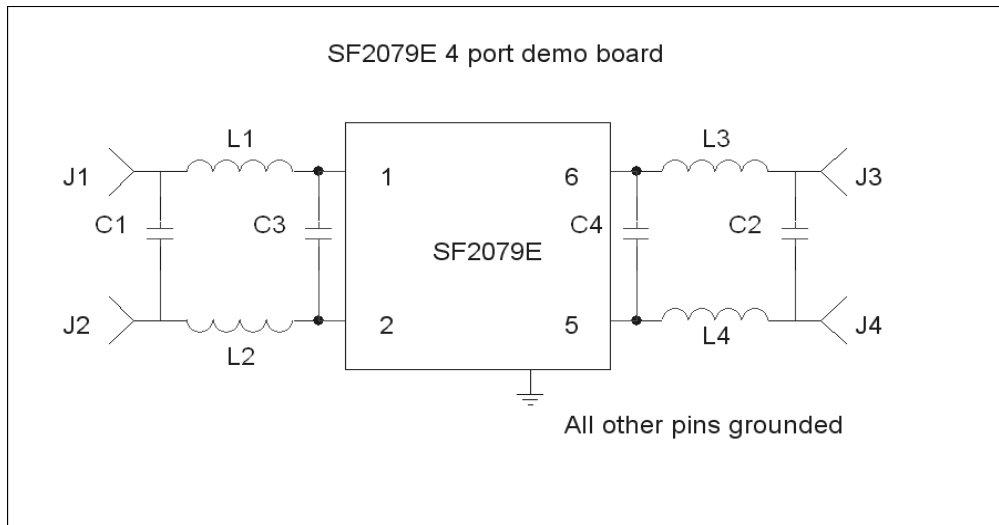 SF2079E 4 port demo board
L1
L3
J1
1
6
J3
C1
C3
C4
C2
SF2079E
J2
2
5
J4
L2
L4
All other pins grounded